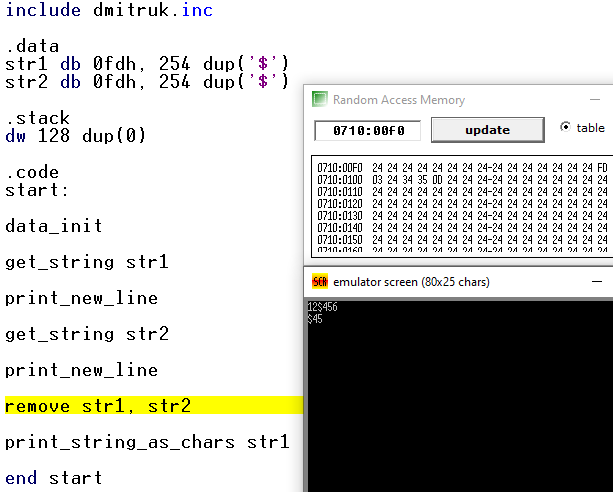 include dmitruk.inc
.data
str1 db 0fdh, 254 dup('$')
str2 db 0fdh, 254 dup('$')
.stack
dw 128 dup(0)
.code
start:
data_init
get_string str1
print_new_line
get_string str2
print_new_line
remove str1, str2
print_string_as_chars str1
end start
Random Access Memory
0710:00F0
update
table
0710:00F0 24 24 24 24 24 24 24-24 24 24 24 24 24 24 24 FD
0710:0100 03 24 34 35 0D 24 24 24-24 24 24 24 24 24 24 24
0710:0110 24 24 24 24 24 24 24-24 24 24 24 24 24 24 24 24
0710:0120 24 24 24 24 24 24 24-24 24 24 24 24 24 24 24 24
0710:0130 24 24 24 24 24 24 24-24 24 24 24 24 24 24 24 24
0710:0140 24 24 24 24 24 24 24-24 24 24 24 24 24 24 24 24
0710:0150 24 24 24 24 24 24 24-24 24 24 24 24 24 24 24 24
SCR
emulator screen (80x25 chars)
12$456
$45